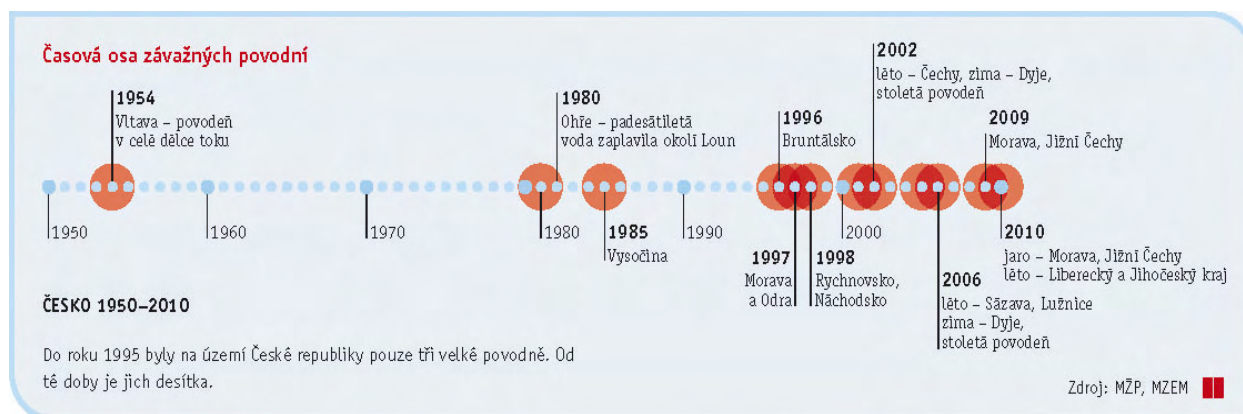 Časová osa závažných povodní
1954
Vltava – povodeň
v celé délce toku
1980
Ohře – padesátiletá
voda zaplavila okolí Loun
1996
Bruntálsko
2002
léto – Čechy, zima – Dyje,
stoletá povodeň
2009
Morava, Jižní Čechy
1950
1960
1970
1980
1985
Vysočina
1990
1997
Morava
a Odra
1998
Rychnovsko,
Náchodsko
2000
2006
léto – Sázava, Lužnice
zima – Dyje,
stoletá povodeň
2010
jaro – Morava, Jižní Čechy
léto – Liberecký a Jihočeský kraj
ČESKO 1950–2010
Do roku 1995 byly na území České republiky pouze tři velké povodně. Od
té doby je jich desítka.
Zdroj: MŽP, MZEM